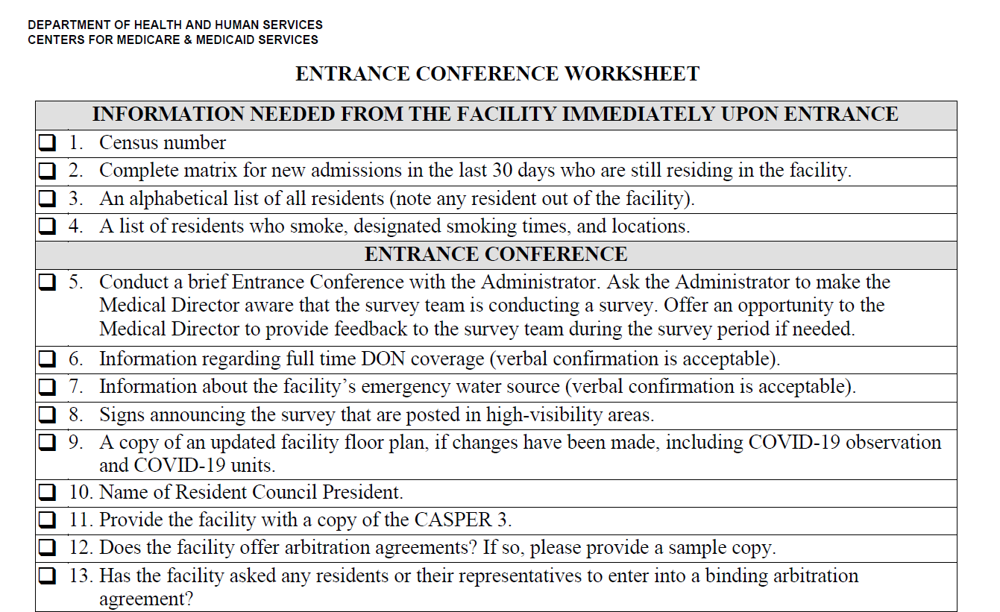 DEPARTMENT OF HEALTH AND HUMAN SERVICES
CENTERS FOR MEDICARE & MEDICAID SERVICES
ENTRANCE CONFERENCE WORKSHEET
INFORMATION NEEDED FROM THE FACILITY IMMEDIATELY UPON ENTRANCE
1. Census number
2. Complete matrix for new admissions in the last 30 days who are still residing in the facility.
3. An alphabetical list of all residents (note any resident out of the facility).
4. A list of residents who smoke, designated smoking times, and locations.
ENTRANCE CONFERENCE
5. Conduct a brief Entrance Conference with the Administrator. Ask the Administrator to make the
Medical Director aware that the survey team is conducting a survey. Offer an opportunity to the
Medical Director to provide feedback to the survey team during the survey period if needed.
6. Information regarding full time DON coverage (verbal confirmation is acceptable).
7. Information about the facility’s emergency water source (verbal confirmation is acceptable).
8. Signs announcing the survey that are posted in high-visibility areas.
9. A copy of an updated facility floor plan, if changes have been made, including COVID-19 observation
and COVID-19 units.
10. Name of Resident Council President.
11. Provide the facility with a copy of the CASPER 3.
12. Does the facility offer arbitration agreements? If so, please provide a sample copy.
13. Has the facility asked any residents or their representatives to enter into a binding arbitration
agreement?